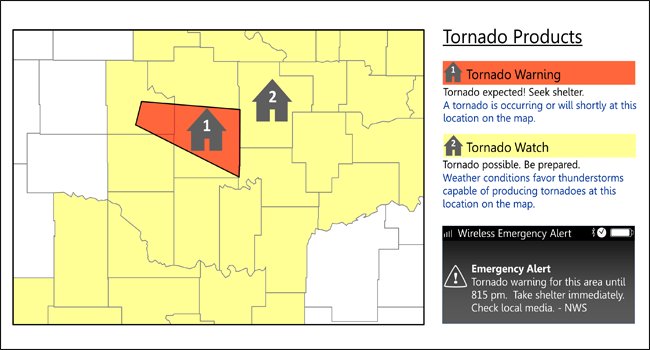 Tornado Products
1
2
1 Tornado Warning
Tornado expected! Seek shelter.
A tornado is occurring or will shortly at this
location on the map.
2 Tornado Watch
Tornado possible. Be prepared.
Weather conditions favor thunderstorms
capable of producing tornadoes at this
location on the map.
Wireless Emergency Alert
Emergency Alert
Tornado warning for this area until
815 pm. Take shelter immediately.
Check local media. - NWS